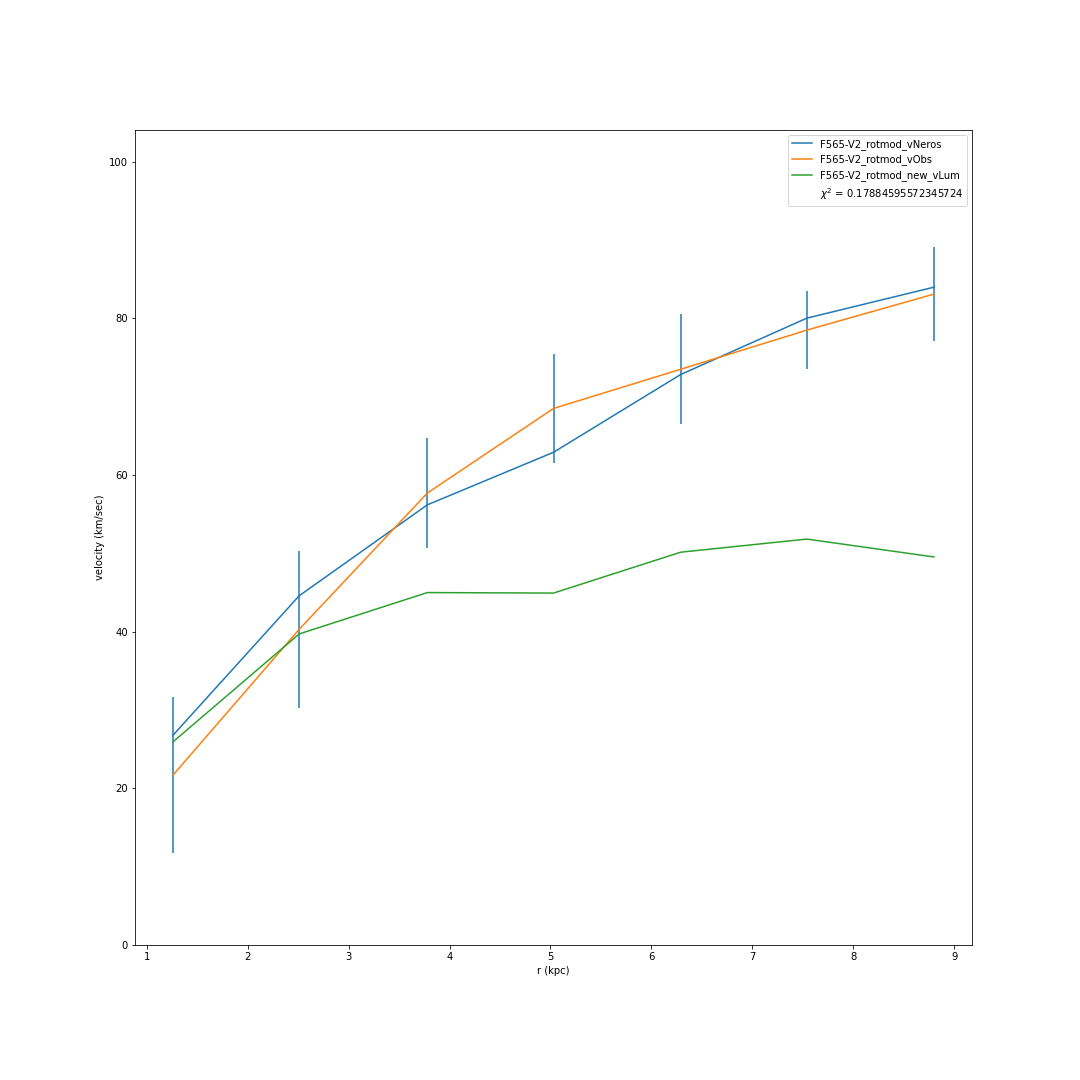 F565-V2_rotmod_vNeros
F565-V2_rotmod_vObs
F565-V2_rotmod_new_vLum
χ² = 0.17884595572345724
100
80
60
40
20
0
velocity (km/sec)
1 2 3 4 5 6 7 8 9
r (kpc)